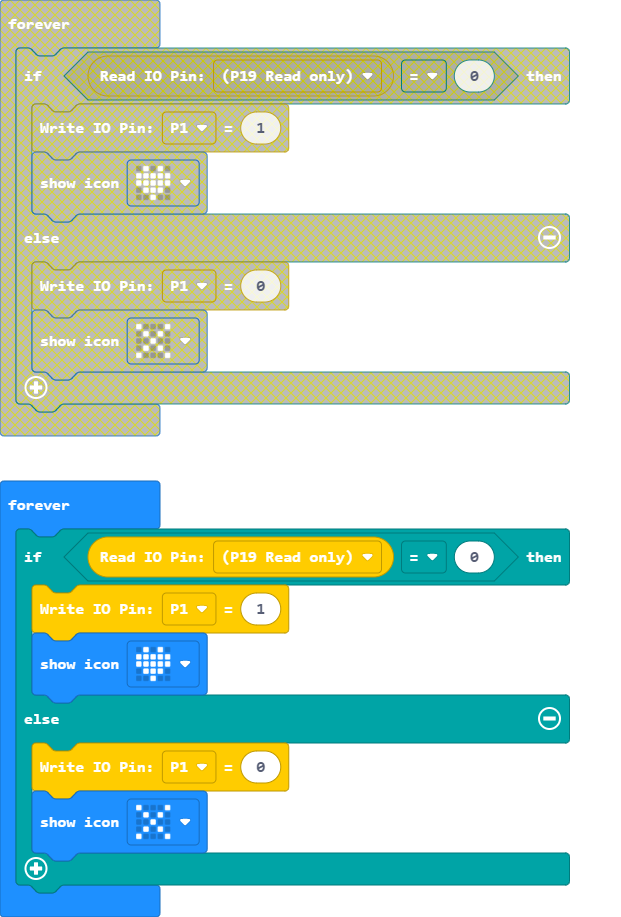 forever
if Read IO Pin: (P19 Read only) = 0 then
Write IO Pin: P1 = 1
show icon
else
Write IO Pin: P1 = 0
show icon
forever
if Read IO Pin: (P19 Read only) = 0 then
Write IO Pin: P1 = 1
show icon
else
Write IO Pin: P1 = 0
show icon